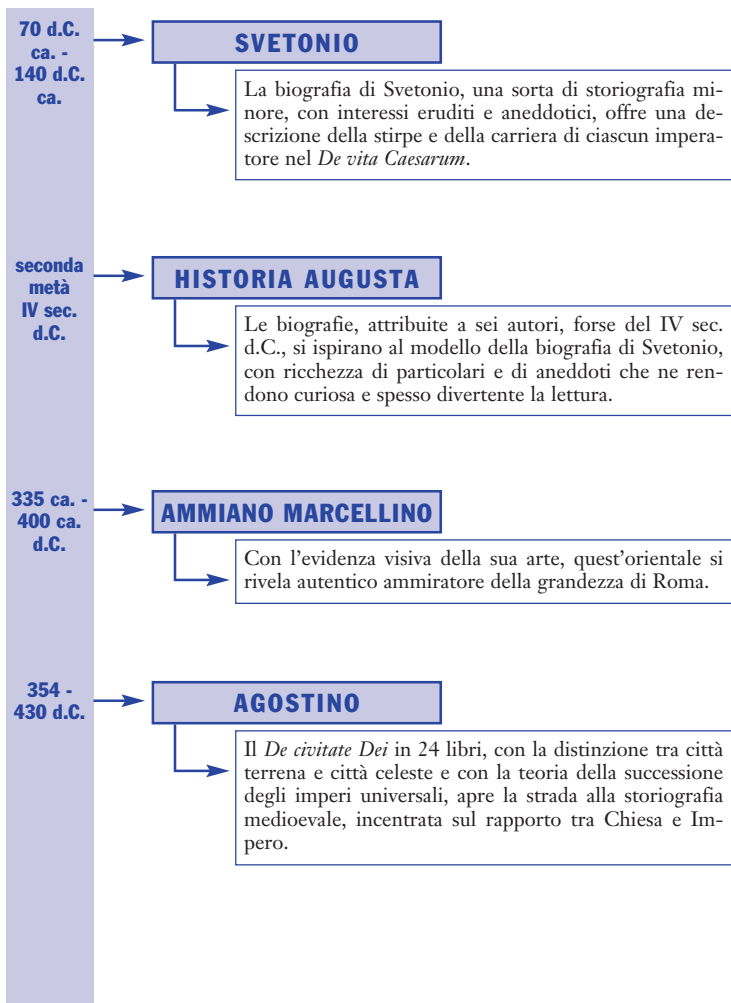 70 d.C.
ca. -
140 d.C.
ca.
SVETONIO
La biografia di Svetonio, una sorta di storiografia mi-
nore, con interessi eruditi e aneddotici, offre una de-
scrizione della stirpe e della carriera di ciascun impera-
tore nel De vita Caesarum.
seconda
metà
IV sec.
d.C.
HISTORIA AUGUSTA
Le biografie, attribuite a sei autori, forse del IV sec.
d.C., si ispirano al modello della biografia di Svetonio,
con ricchezza di particolari e di aneddoti che ne ren-
dono curiosa e spesso divertente la lettura.
335 ca. -
400 ca.
d.C.
AMMIANO MARCELLINO
Con l'evidenza visiva della sua arte, quest'orientale si
rivela autentico ammiratore della grandezza di Roma.
354 -
430 d.C.
AGOSTINO
Il De civitate Dei in 24 libri, con la distinzione tra città
terrena e città celeste e con la teoria della successione
degli imperi universali, apre la strada alla storiografia
medioevale, incentrata sul rapporto tra Chiesa e Im-
pero.